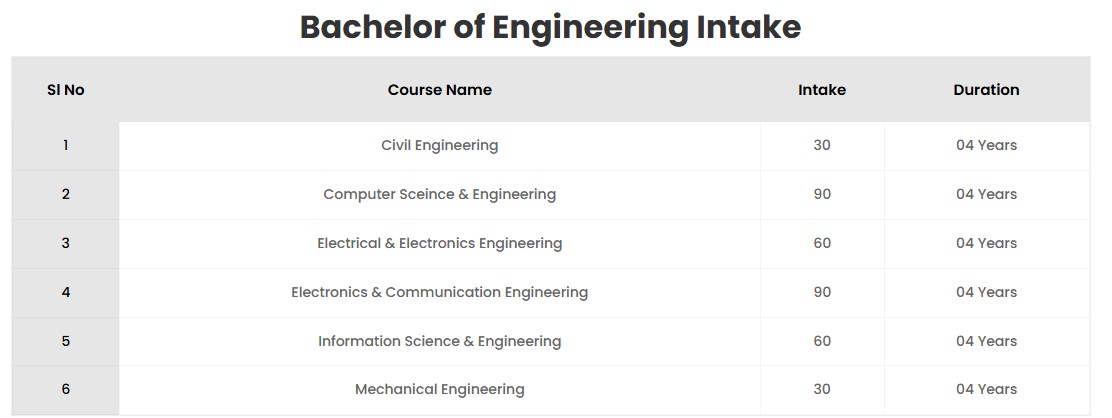 Bachelor of Engineering Intake
Sl No Course Name Intake Duration
1 Civil Engineering 30 04 Years
2 Computer Sceince & Engineering 90 04 Years
3 Electrical & Electronics Engineering 60 04 Years
4 Electronics & Communication Engineering 90 04 Years
5 Information Science & Engineering 60 04 Years
6 Mechanical Engineering 30 04 Years